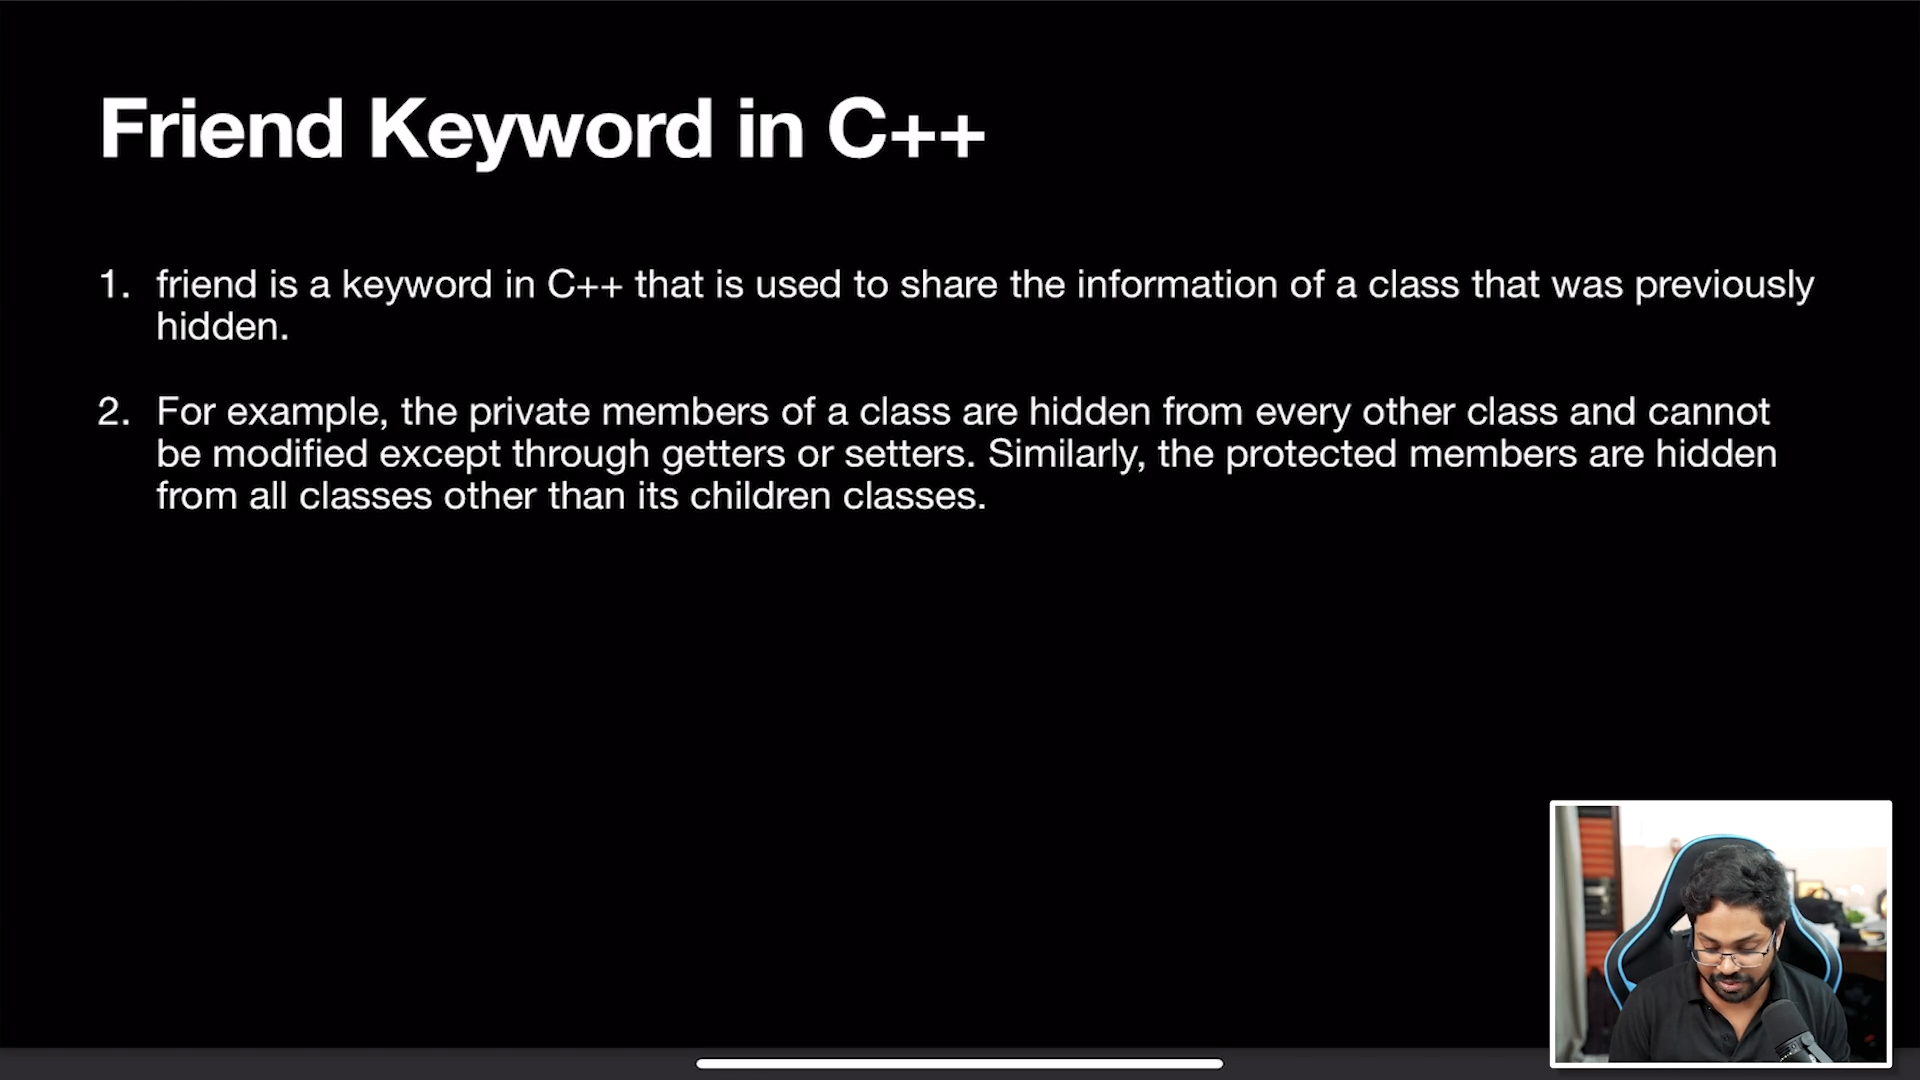 Friend Keyword in C++
1. friend is a keyword in C++ that is used to share the information of a class that was previously
hidden.
2. For example, the private members of a class are hidden from every other class and cannot
be modified except through getters or setters. Similarly, the protected members are hidden
from all classes other than its children classes.